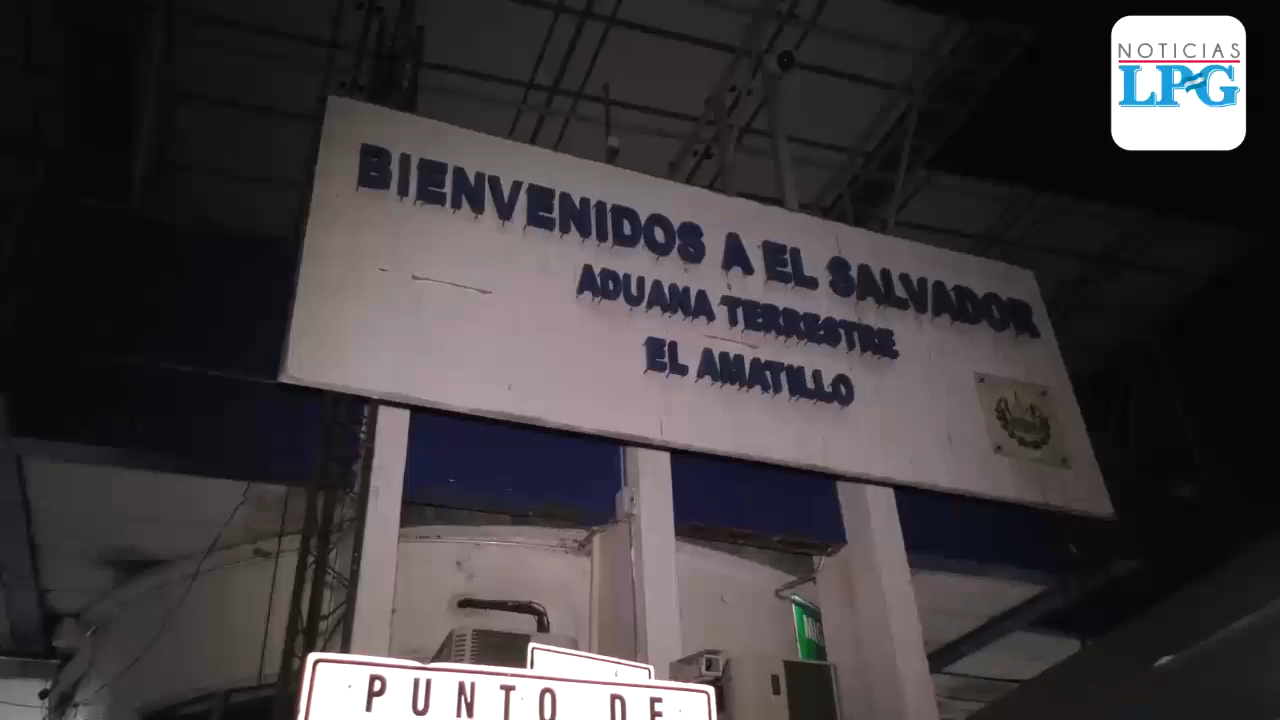 NOTICIAS
LPG
BIENVENIDOS A EL SALVADOR
ADUANA TERRESTRE
EL AMATILLO
PUNTO DE